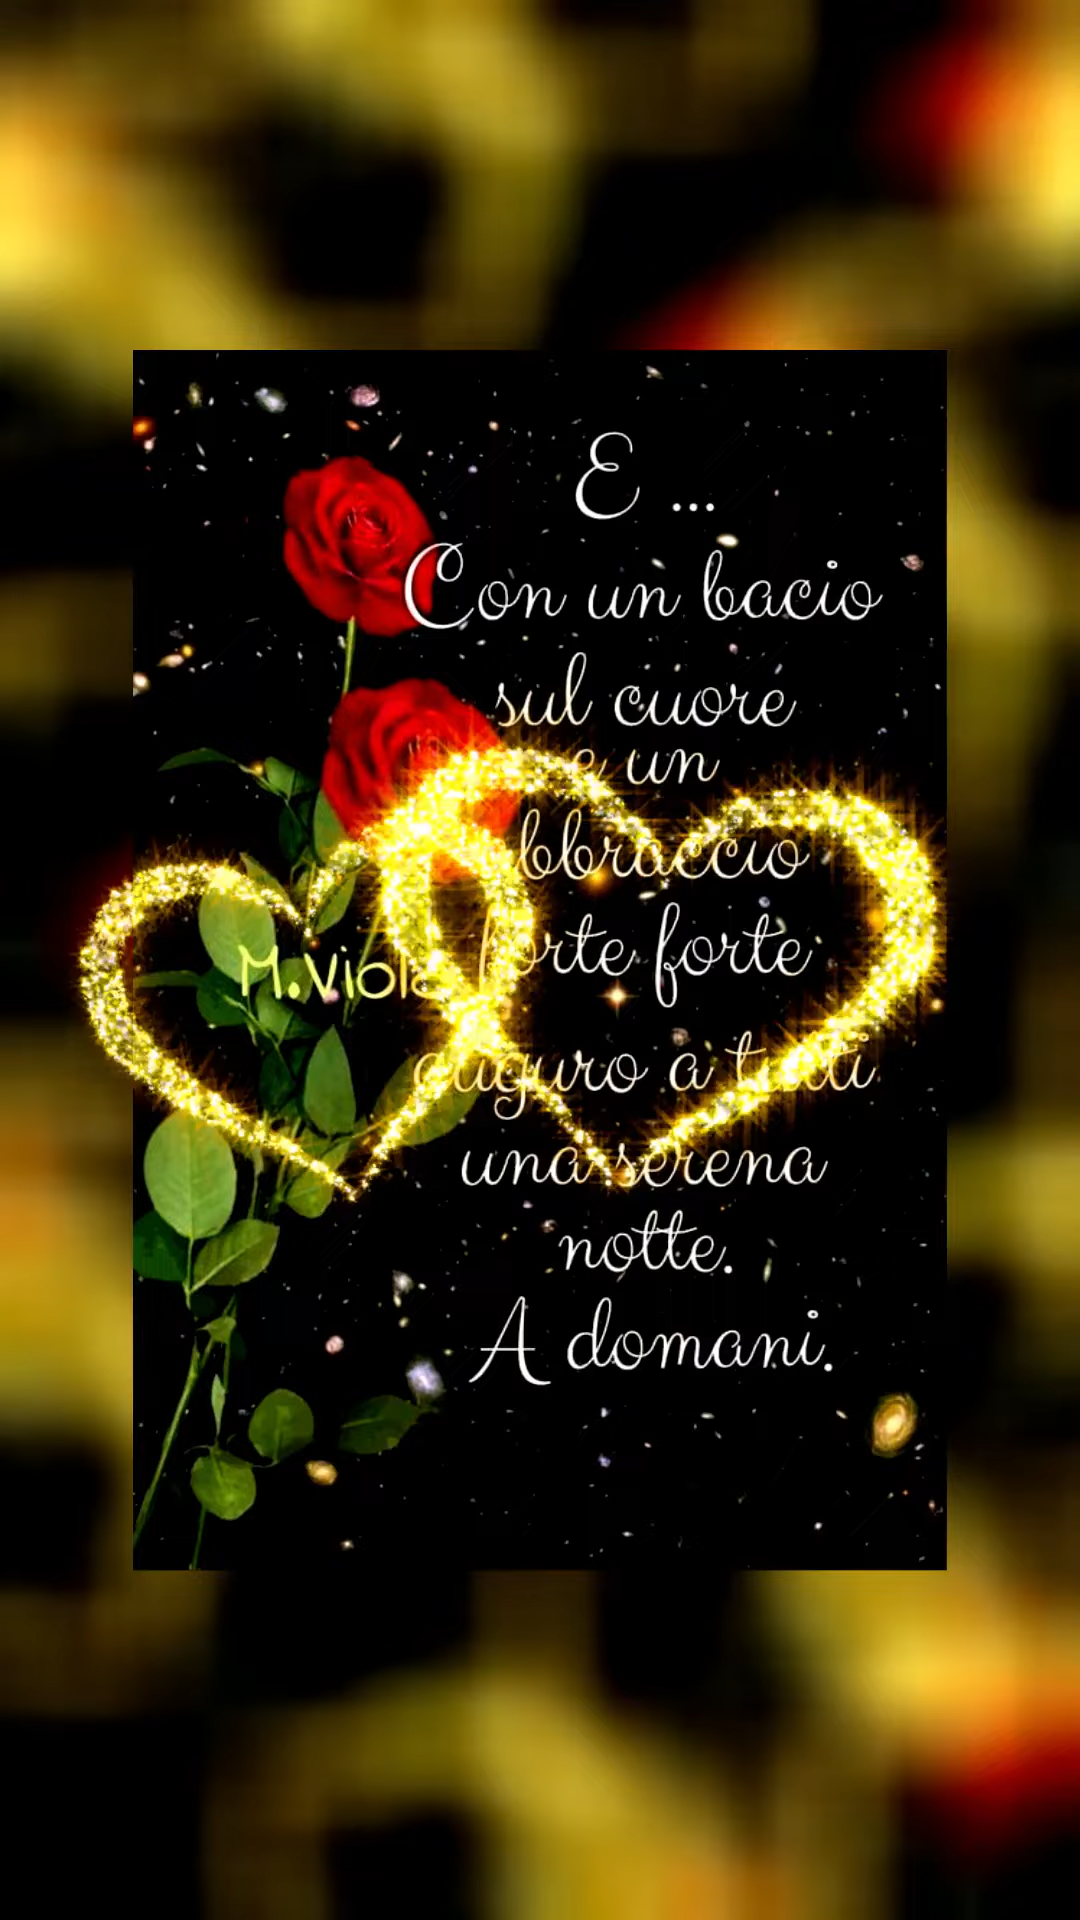 E ...
Con un bacio
sul cuore
e un
abbraccio
forte forte
M.Viola
auguro a tutti
una serena
notte.
A domani.